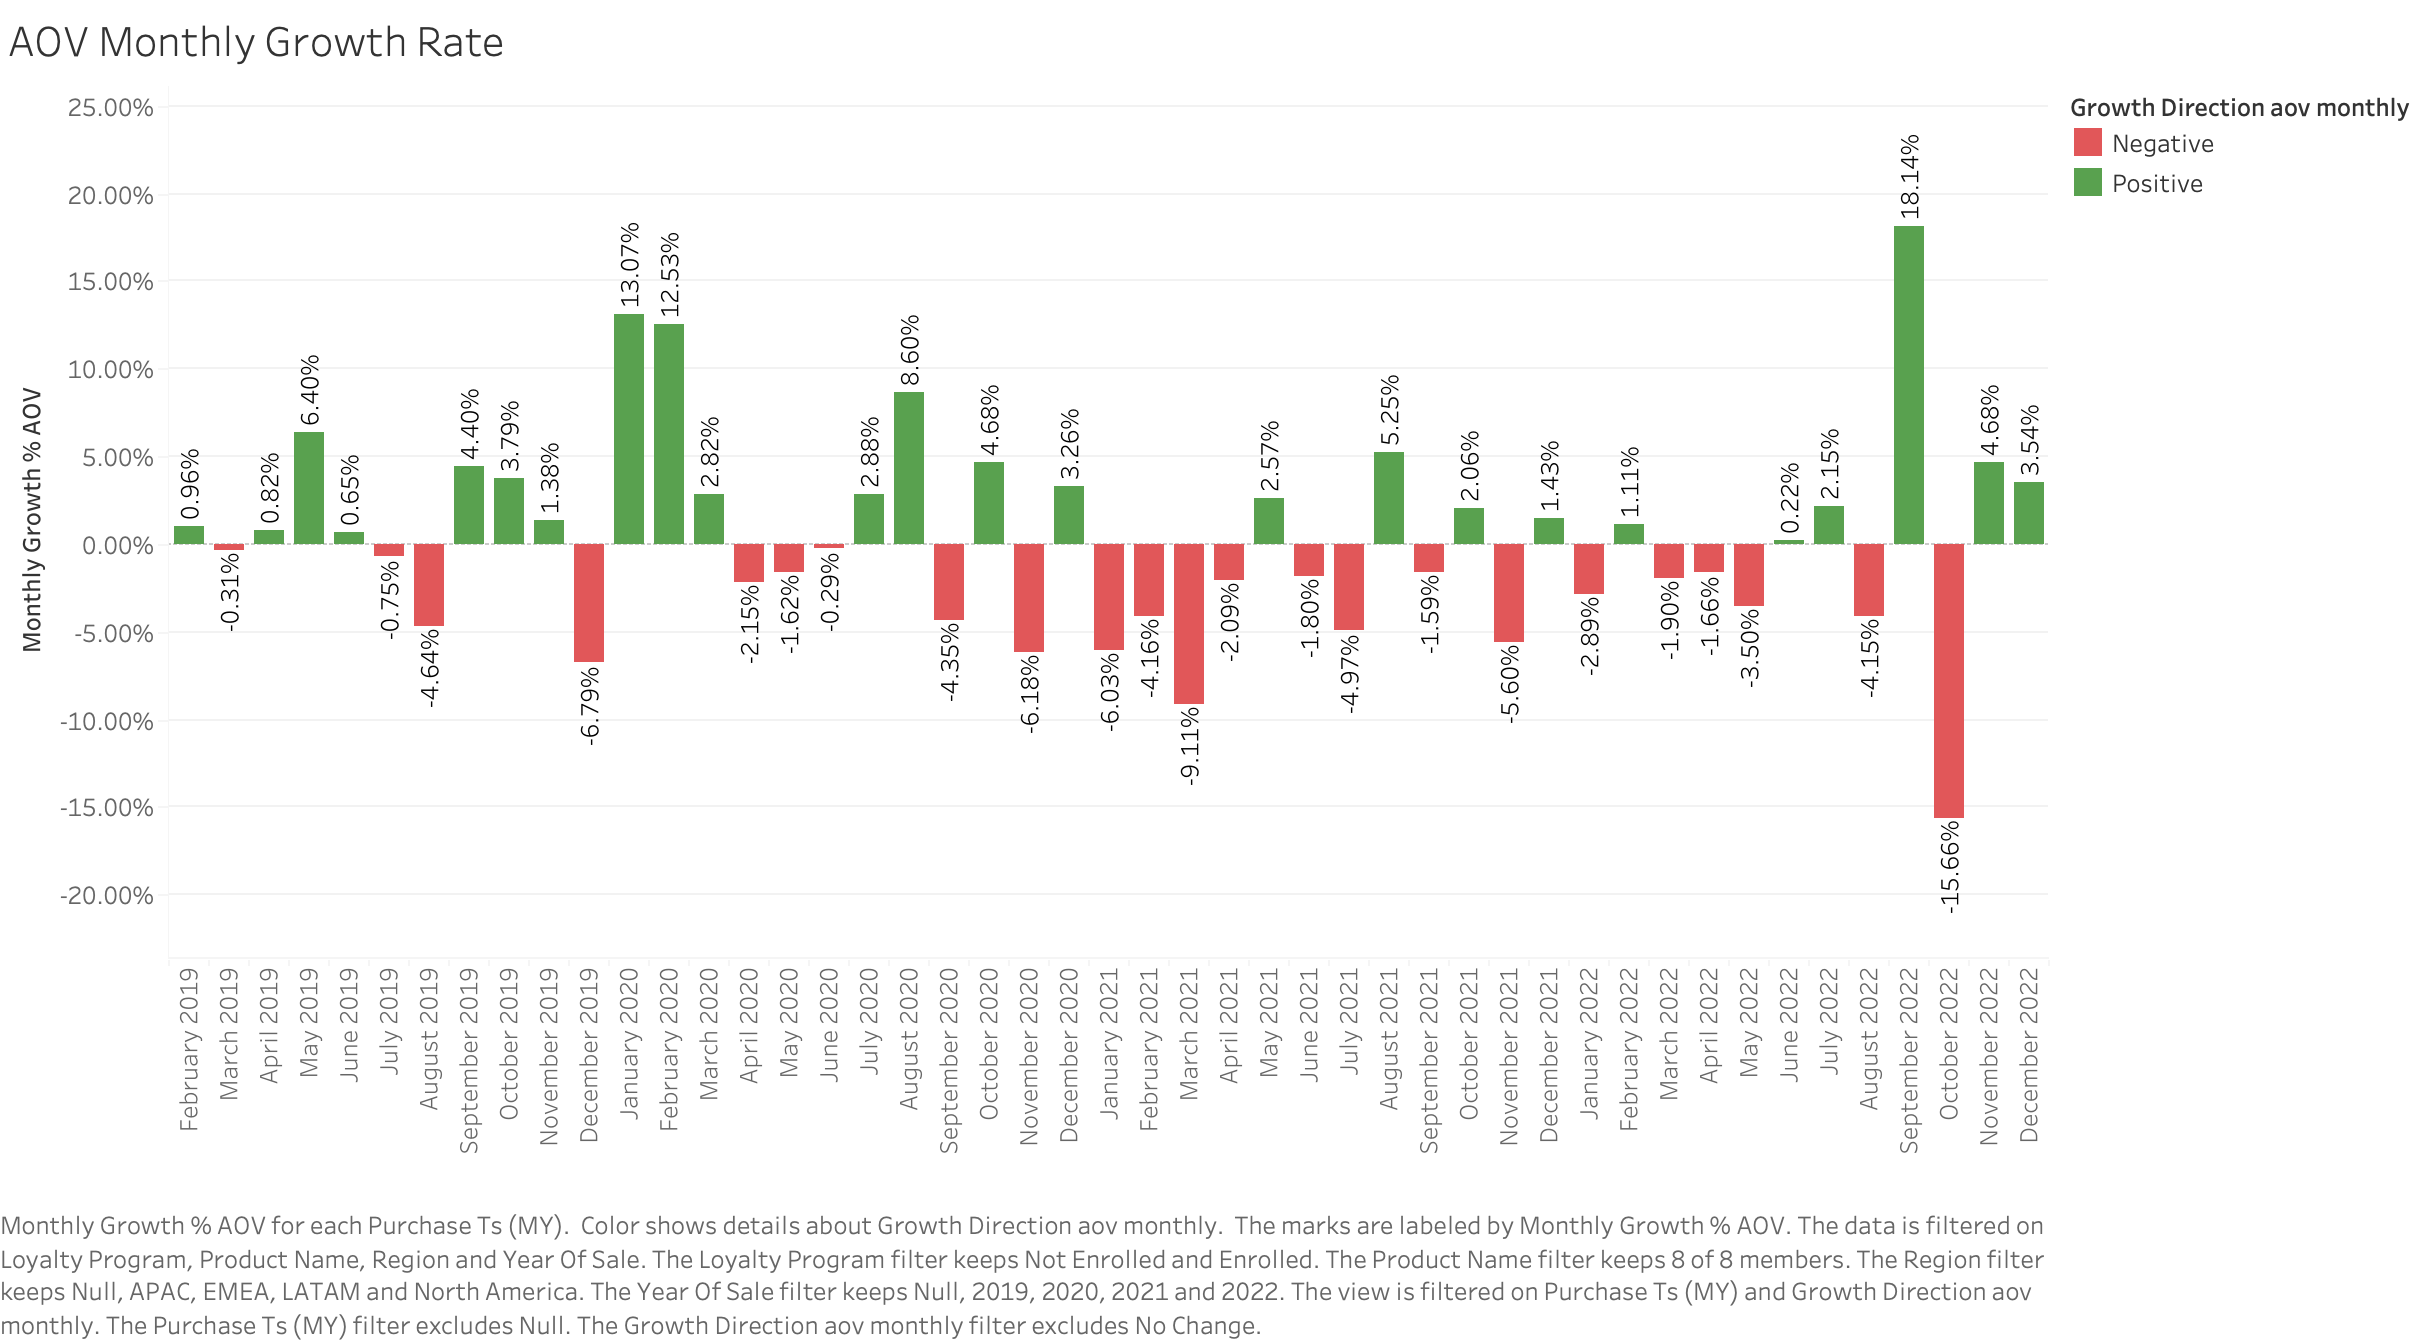 AOV Monthly Growth Rate
Growth Direction aov monthly
Negative
Positive
Monthly Growth % AOV
25.00%
20.00%
15.00%
10.00%
5.00%
0.00%
-5.00%
-10.00%
-15.00%
-20.00%
0.96%
-0.31%
0.82%
6.40%
0.65%
-0.75%
-4.64%
4.40%
3.79%
1.38%
-6.79%
13.07%
12.53%
2.82%
-2.15%
-1.62%
-0.29%
2.88%
8.60%
-4.35%
4.68%
-6.18%
3.26%
-6.03%
-4.16%
-9.11%
-2.09%
2.57%
-1.80%
-4.97%
5.25%
-1.59%
2.06%
-5.60%
1.43%
-2.89%
1.11%
-1.90%
-1.66%
-3.50%
0.22%
2.15%
-4.15%
18.14%
-15.66%
4.68%
3.54%
February 2019
March 2019
April 2019
May 2019
June 2019
July 2019
August 2019
September 2019
October 2019
November 2019
December 2019
January 2020
February 2020
March 2020
April 2020
May 2020
June 2020
July 2020
August 2020
September 2020
October 2020
November 2020
December 2020
January 2021
February 2021
March 2021
April 2021
May 2021
June 2021
July 2021
August 2021
September 2021
October 2021
November 2021
December 2021
January 2022
February 2022
March 2022
April 2022
May 2022
June 2022
July 2022
August 2022
September 2022
October 2022
November 2022
December 2022
Monthly Growth % AOV for each Purchase Ts (MY).  Color shows details about Growth Direction aov monthly.  The marks are labeled by Monthly Growth % AOV. The data is filtered on
Loyalty Program, Product Name, Region and Year Of Sale. The Loyalty Program filter keeps Not Enrolled and Enrolled. The Product Name filter keeps 8 of 8 members. The Region filter
keeps Null, APAC, EMEA, LATAM and North America. The Year Of Sale filter keeps Null, 2019, 2020, 2021 and 2022. The view is filtered on Purchase Ts (MY) and Growth Direction aov
monthly. The Purchase Ts (MY) filter excludes Null. The Growth Direction aov monthly filter excludes No Change.